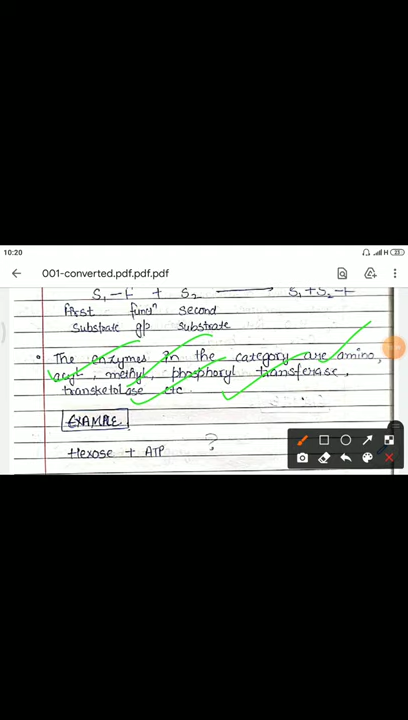 10:20
001-converted.pdf.pdf.pdf
S1-F + S2 → S1+S2-F
First funcn second
substrate g/p substrate
• The enzymes in the category are amino,
acyl, methyl, phosphoryl transferase,
transketolase etc
EXAMPLE
Hexose + ATP ?